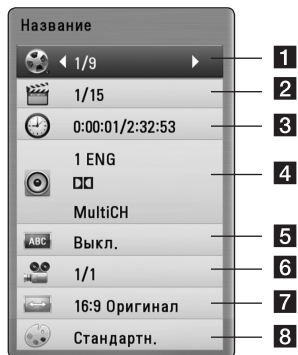 Название
1/9 1
1/15 2
0:00:01/2:32:53 3
1 ENG
4
MultiCH
ABC Выкл. 5
1/1 6
16:9 Оригинал 7
Стандартн. 8